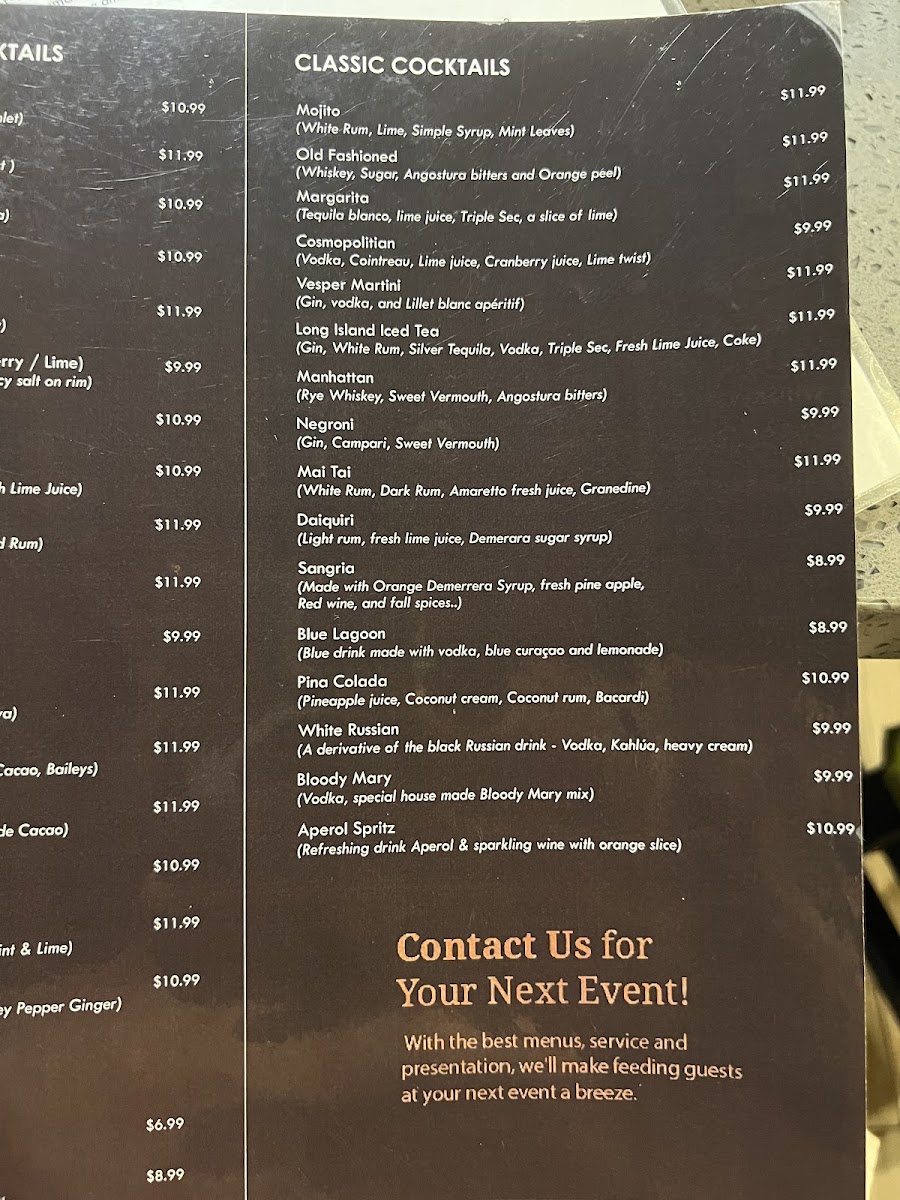 KTAILS
$10.99
let)
$11.99
t )
$10.99
a)
$10.99
$11.99
)
rry / Lime)
$9.99
cy salt on rim)
$10.99
$10.99
h Lime Juice)
$11.99
d Rum)
$11.99
$9.99
$11.99
va)
$11.99
Cacao, Baileys)
$11.99
de Cacao)
$10.99
$11.99
int & Lime)
$10.99
ey Pepper Ginger)
$6.99
$8.99
CLASSIC COCKTAILS
Mojito $11.99
(White Rum, Lime, Simple Syrup, Mint Leaves)
Old Fashioned $11.99
(Whiskey, Sugar, Angostura bitters and Orange peel)
Margarita $11.99
(Tequila blanco, lime juice, Triple Sec, a slice of lime)
Cosmopolitian $9.99
(Vodka, Cointreau, Lime juice, Cranberry juice, Lime twist)
Vesper Martini $11.99
(Gin, vodka, and Lillet blanc apéritif)
Long Island Iced Tea $11.99
(Gin, White Rum, Silver Tequila, Vodka, Triple Sec, Fresh Lime Juice, Coke)
Manhattan $11.99
(Rye Whiskey, Sweet Vermouth, Angostura bitters)
Negroni $9.99
(Gin, Campari, Sweet Vermouth)
Mai Tai $11.99
(White Rum, Dark Rum, Amaretto fresh juice, Granedine)
Daiquiri $9.99
(Light rum, fresh lime juice, Demerara sugar syrup)
Sangria $8.99
(Made with Orange Demerrera Syrup, fresh pine apple,
Red wine, and fall spices..)
Blue Lagoon $8.99
(Blue drink made with vodka, blue curaçao and lemonade)
Pina Colada $10.99
(Pineapple juice, Coconut cream, Coconut rum, Bacardi)
White Russian $9.99
(A derivative of the black Russian drink - Vodka, Kahlúa, heavy cream)
Bloody Mary $9.99
(Vodka, special house made Bloody Mary mix)
Aperol Spritz $10.99
(Refreshing drink Aperol & sparkling wine with orange slice)
Contact Us for
Your Next Event!
With the best menus, service and
presentation, we'll make feeding guests
at your next event a breeze.